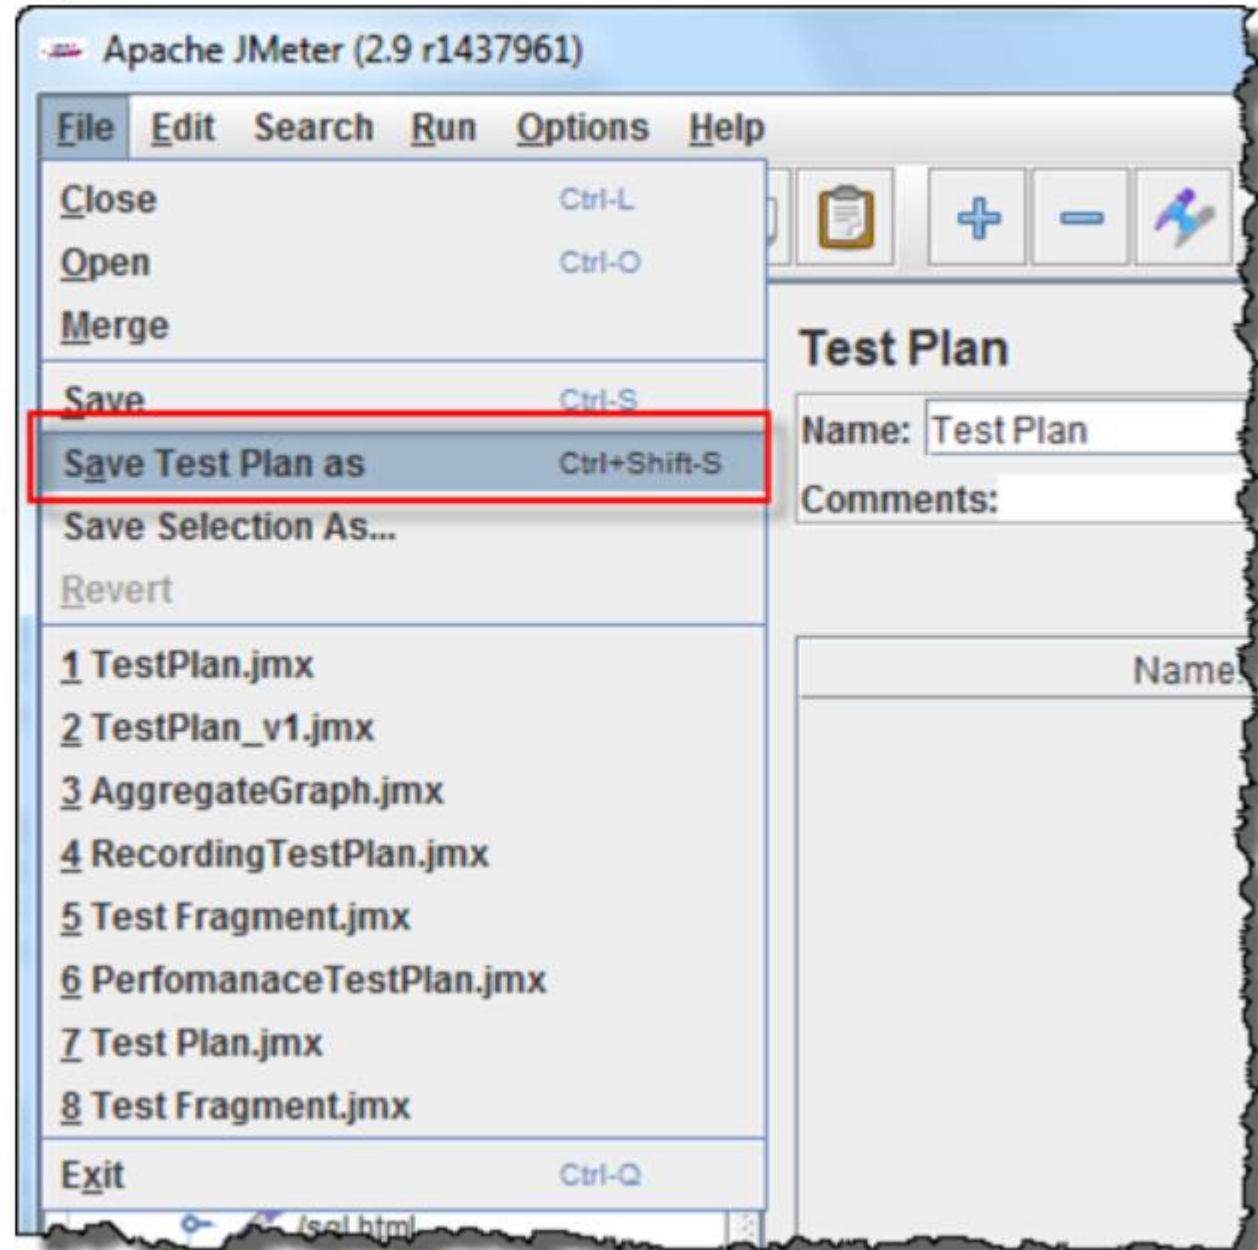 Apache JMeter (2.9 r1437961)
File Edit Search Run Options Help
Close Ctrl-L
Open Ctrl-O
Merge
Save Ctrl-S
Save Test Plan as Ctrl+Shift-S
Save Selection As...
Revert
1 TestPlan.jmx
2 TestPlan_v1.jmx
3 AggregateGraph.jmx
4 RecordingTestPlan.jmx
5 Test Fragment.jmx
6 PerfomanaceTestPlan.jmx
7 Test Plan.jmx
8 Test Fragment.jmx
Exit Ctrl-Q
/sql.html
Test Plan
Name: Test Plan
Comments:
Name: